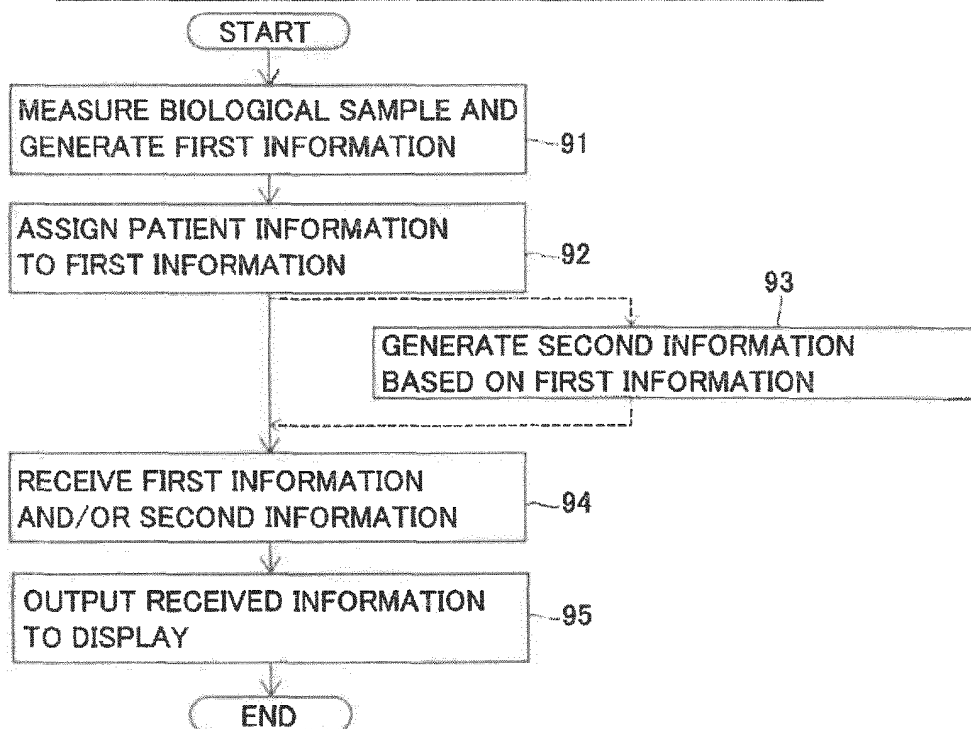 START
MEASURE BIOLOGICAL SAMPLE AND
GENERATE FIRST INFORMATION
91
ASSIGN PATIENT INFORMATION
TO FIRST INFORMATION
92
93
GENERATE SECOND INFORMATION
BASED ON FIRST INFORMATION
RECEIVE FIRST INFORMATION
AND/OR SECOND INFORMATION
94
OUTPUT RECEIVED INFORMATION
TO DISPLAY
95
END